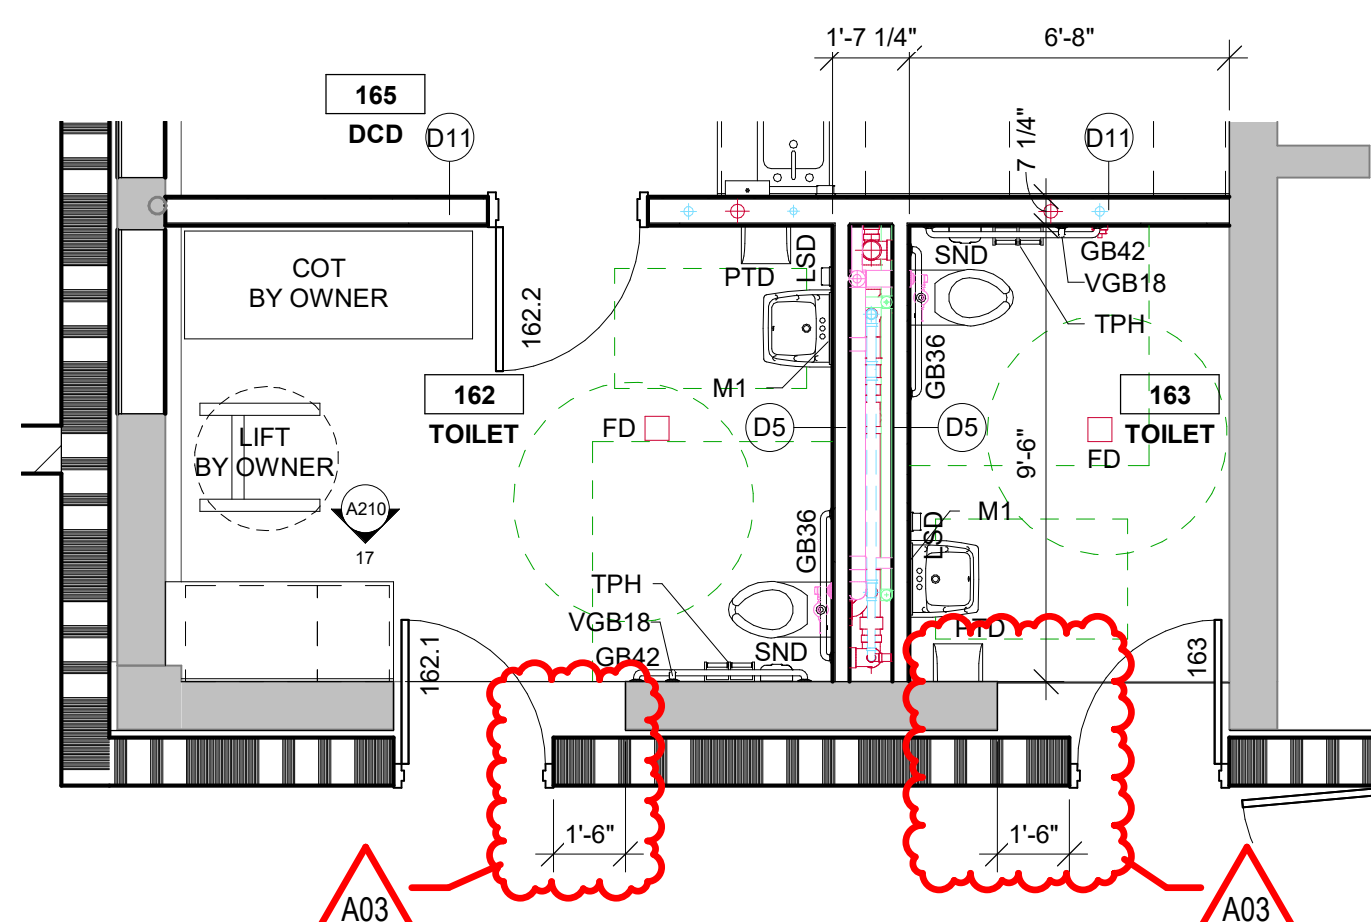 1'-7 1/4"
6'-8"
165
DCD
D11
D11
7 1/4"
COT
BY OWNER
162.2
PTD
LSD
SND
GB42
VGB18
TPH
GB36
M1
162
TOILET
163
TOILET
FD
D5
D5
FD
9'-6"
LIFT
BY OWNER
A210
17
GB36
M1
LSD
TPH
VGB18
GB42
SND
PTD
162.1
163
1'-6"
1'-6"
A03
A03